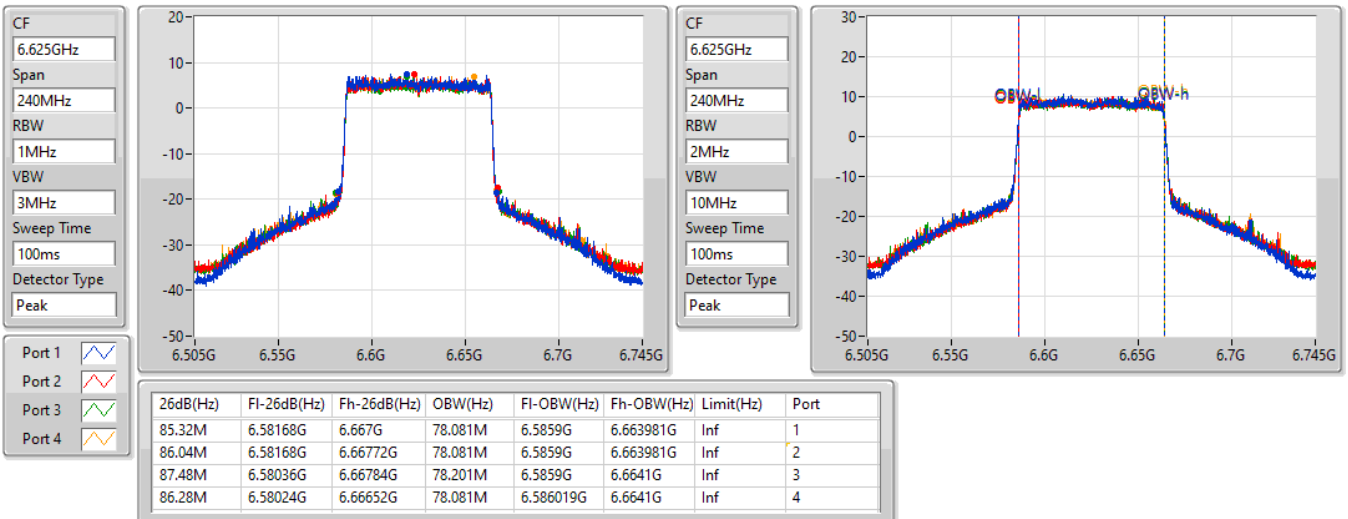 CF
6.625GHz
Span
240MHz
RBW
1MHz
VBW
3MHz
Sweep Time
100ms
Detector Type
Peak
20
10
0
-10
-20
-30
-40
-50
6.505G 6.55G 6.6G 6.65G 6.7G 6.745G
CF
6.625GHz
Span
240MHz
RBW
2MHz
VBW
10MHz
Sweep Time
100ms
Detector Type
Peak
30
20
10
0
-10
-20
-30
-40
-50
OBW-l OBW-h
6.505G 6.55G 6.6G 6.65G 6.7G 6.745G
Port 1
Port 2
Port 3
Port 4
26dB(Hz) Fl-26dB(Hz) Fh-26dB(Hz) OBW(Hz) Fl-OBW(Hz) Fh-OBW(Hz) Limit(Hz) Port
85.32M 6.58168G 6.667G 78.081M 6.5859G 6.663981G Inf 1
86.04M 6.58168G 6.66772G 78.081M 6.5859G 6.663981G Inf 2
87.48M 6.58036G 6.66784G 78.201M 6.5859G 6.6641G Inf 3
86.28M 6.58024G 6.66652G 78.081M 6.586019G 6.6641G Inf 4